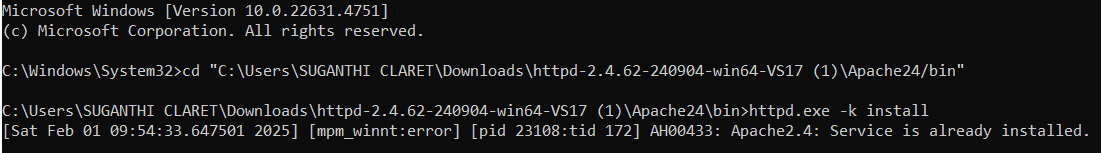 Microsoft Windows [Version 10.0.22631.4751]
(c) Microsoft Corporation. All rights reserved.
C:\Windows\System32>cd "C:\Users\SUGANTHI CLARET\Downloads\httpd-2.4.62-240904-win64-VS17 (1)\Apache24/bin"
C:\Users\SUGANTHI CLARET\Downloads\httpd-2.4.62-240904-win64-VS17 (1)\Apache24\bin>httpd.exe -k install
[Sat Feb 01 09:54:33.647501 2025] [mpm_winnt:error] [pid 23108:tid 172] AH00433: Apache2.4: Service is already installed.